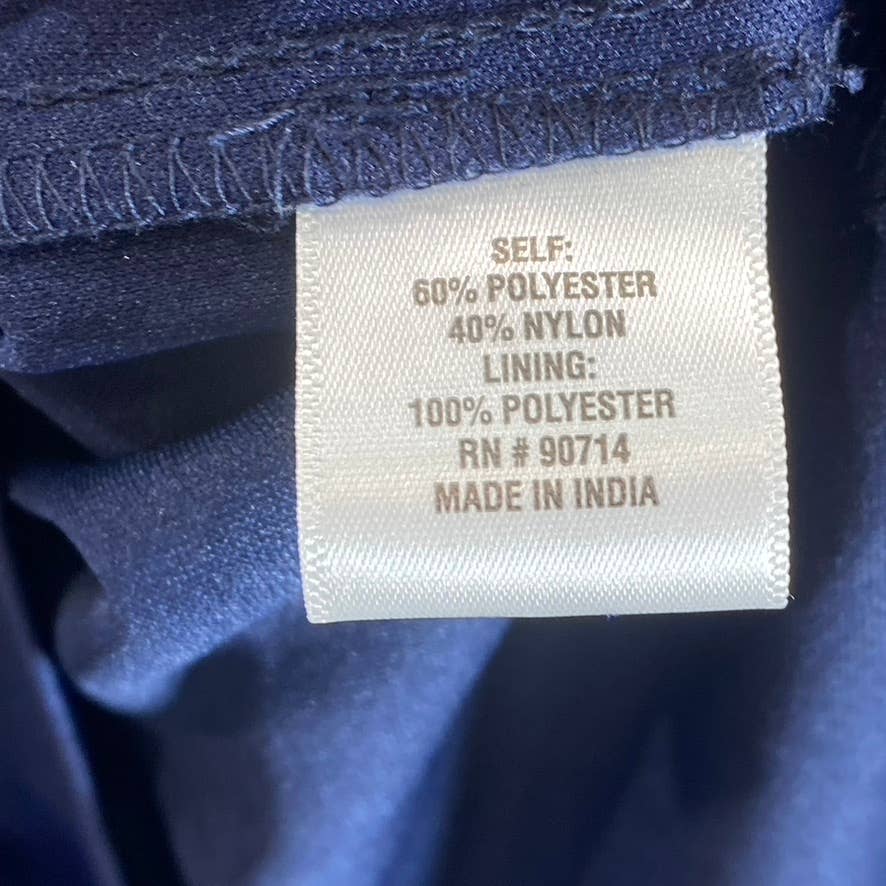 SELF:
60% POLYESTER
40% NYLON
LINING:
100% POLYESTER
RN # 90714
MADE IN INDIA